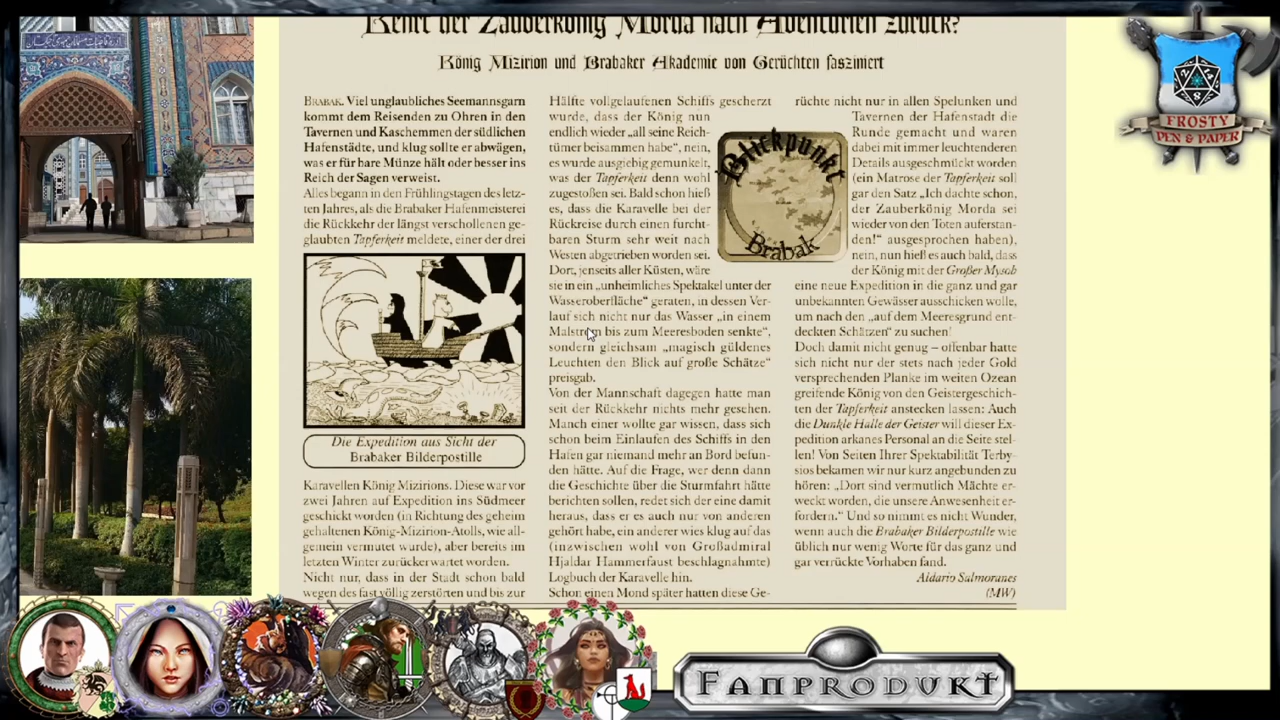 Kehrt der Zauberkönig Morda nach Aventurien zurück?
König Mizirion und Brabaker Akademie von Gerüchten fasziniert
BRABAK. Viel unglaubliches Seemannsgarn
kommt dem Reisenden zu Ohren in den
Tavernen und Kaschemmen der südlichen
Hafenstädte, und klug sollte er abwägen,
was er für bare Münze hält oder besser ins
Reich der Sagen verweist.
Alles begann in den Frühlingstagen des letz-
ten Jahres, als die Brabaker Hafenmeisterei
die Rückkehr der längst verschollenen ge-
glaubten Tapferkeit meldete, einer der drei
Die Expedition aus Sicht der
Brabaker Bilderpostille
Karavellen König Mizirions. Diese war vor
zwei Jahren auf Expedition ins Südmeer
geschickt worden (in Richtung des geheim
gehaltenen König-Mizirion-Atolls, wie all-
gemein vermutet wurde), aber bereits im
letzten Winter zurückerwartet worden.
Nicht nur, dass in der Stadt schon bald
wegen des fast völlig zerstörten und bis zur
Hälfte vollgelaufenen Schiffs gescherzt
wurde, dass der König nun
endlich wieder „all seine Reich-
tümer beisammen habe“, nein,
es wurde ausgiebig gemunkelt,
was der Tapferkeit denn wohl
zugestoßen sei. Bald schon hieß
es, dass die Karavelle bei der
Rückreise durch einen furcht-
baren Sturm sehr weit nach
Westen abgetrieben worden sei.
Dort, jenseits aller Küsten, wäre
sie in ein „unheimliches Spektakel unter der
Wasseroberfläche“ geraten, in dessen Ver-
lauf sich nicht nur das Wasser „in einem
Malstrom bis zum Meeresboden senkte“,
sondern gleichsam „magisch güldenes
Leuchten den Blick auf große Schätze“
preisgab.
Von der Mannschaft dagegen hatte man
seit der Rückkehr nichts mehr gesehen.
Manch einer wollte gar wissen, dass sich
schon beim Einlaufen des Schiffs in den
Hafen gar niemand mehr an Bord befun-
den hätte. Auf die Frage, wer denn dann
die Geschichte über die Sturmfahrt hätte
berichten sollen, redet sich der eine damit
heraus, dass er es auch nur von anderen
gehört habe, ein anderer wies klug auf das
(inzwischen wohl von Großadmiral
Hjaldar Hammerfaust beschlagnahmte)
Logbuch der Karavelle hin.
Schon einen Mond später hatten diese Ge-
Blickpunkt
Brabak
rüchte nicht nur in allen Spelunken und
Tavernen der Hafenstadt die
Runde gemacht und waren
dabei mit immer leuchtenderen
Details ausgeschmückt worden
(ein Matrose der Tapferkeit soll
gar den Satz „Ich dachte schon,
der Zauberkönig Morda sei
wieder von den Toten auferstan-
den!“ ausgesprochen haben),
nein, nun hieß es auch bald, dass
der König mit der Großer Mysob
eine neue Expedition in die ganz und gar
unbekannten Gewässer ausschicken wolle,
um nach den „auf dem Meeresgrund ent-
deckten Schätzen“ zu suchen!
Doch damit nicht genug – offenbar hatte
sich nicht nur der stets nach jeder Gold
versprechenden Planke im weiten Ozean
greifende König von den Geistergeschich-
ten der Tapferkeit anstecken lassen: Auch
die Dunkle Halle der Geister will dieser Ex-
pedition arkanes Personal an die Seite stel-
len! Von Seiten Ihrer Spektabilität Terby-
sios bekamen wir nur kurz angebunden zu
hören: „Dort sind vermutlich Mächte er-
weckt worden, die unsere Anwesenheit er-
fordern.“ Und so nimmt es nicht Wunder,
wenn auch die Brabaker Bilderpostille wie
üblich nur wenig Worte für das ganz und
gar verrückte Vorhaben fand.
Aldario Salmoranes
(MW)
FROSTY
PEN & PAPER
8
FANPRODUKT